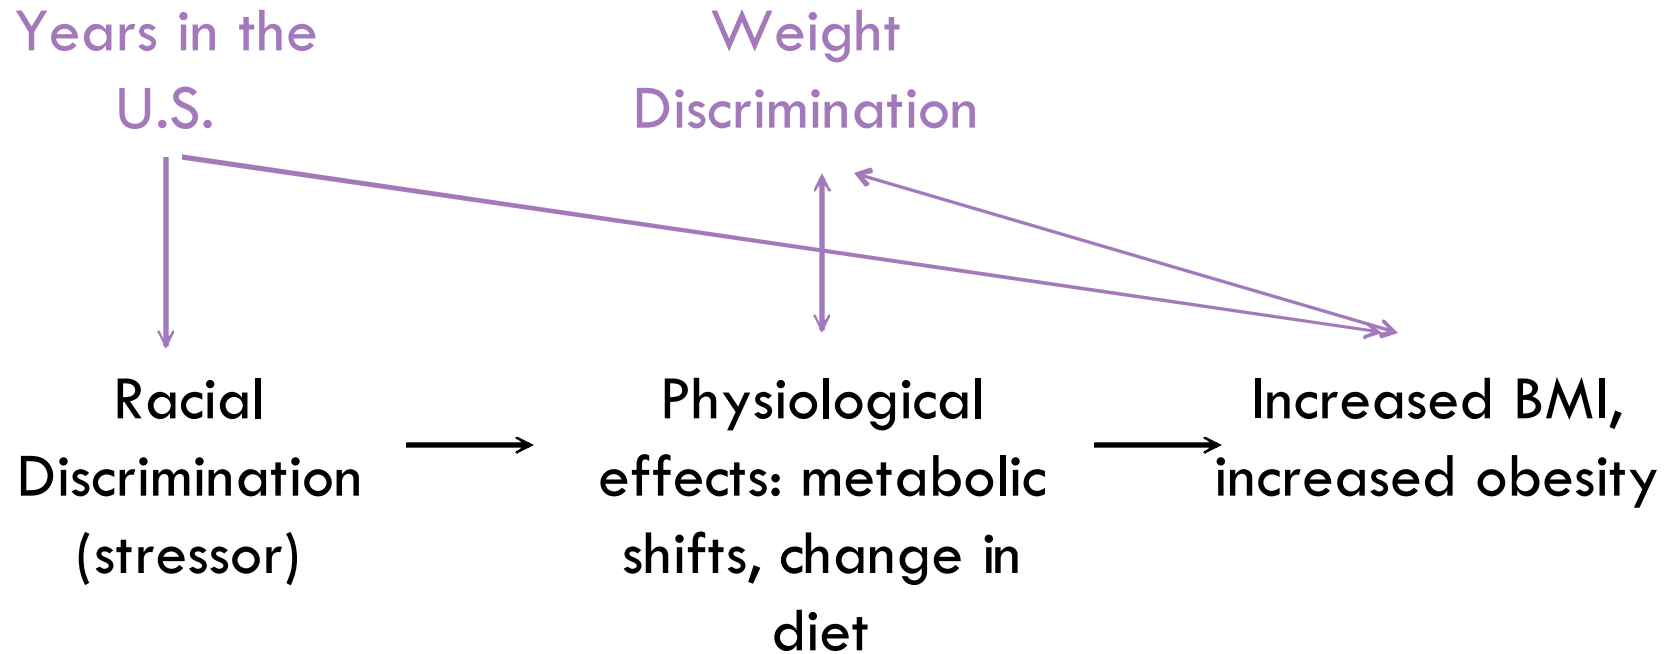 Years in the
U.S.
Weight
Discrimination
Racial
Discrimination
(stressor)
Physiological
effects: metabolic
shifts, change in
diet
Increased BMI,
increased obesity